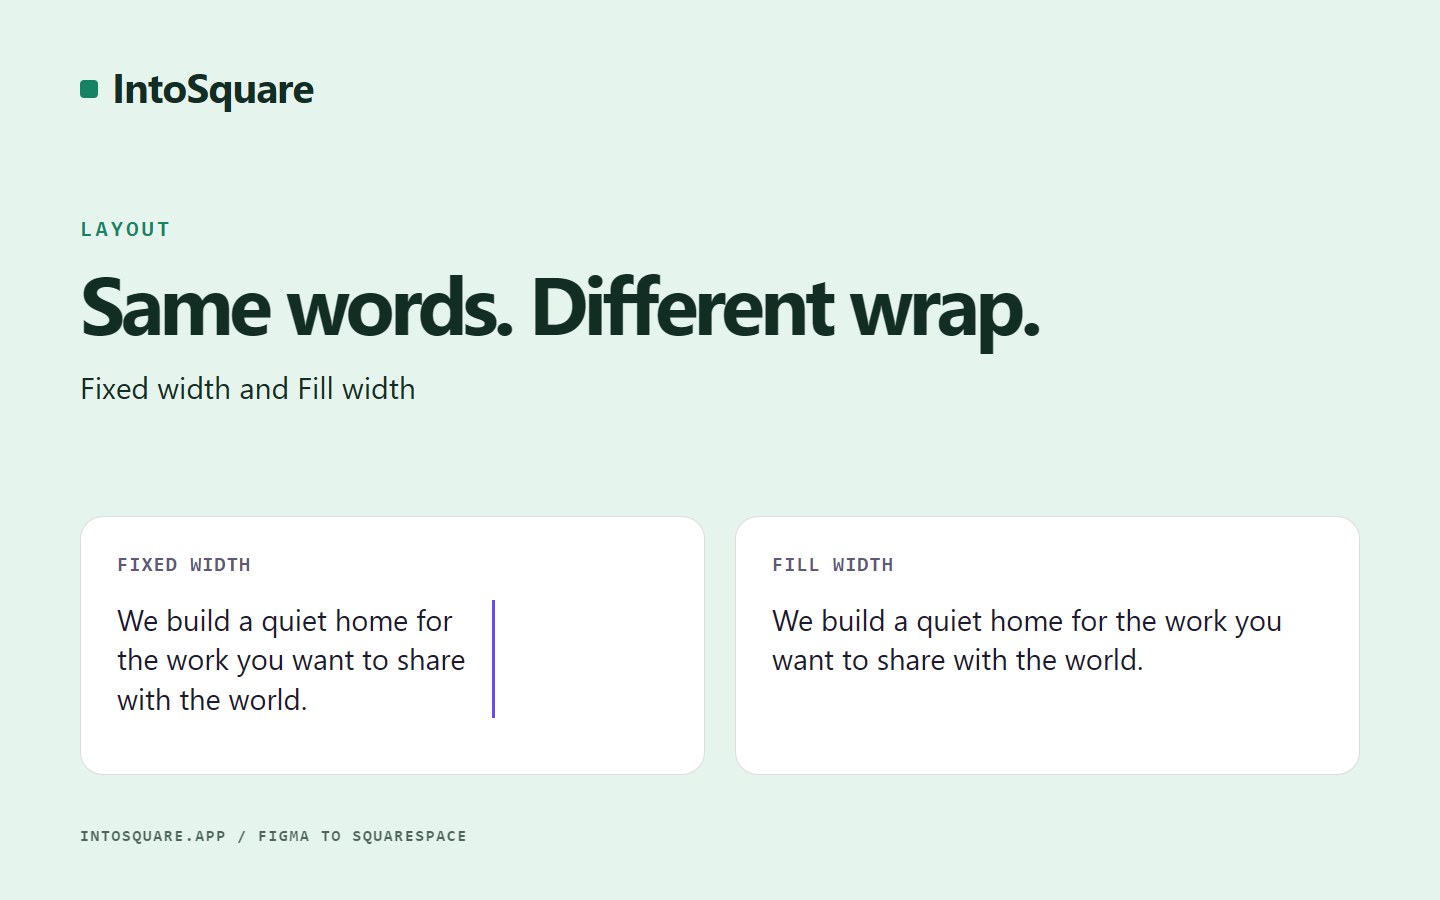 IntoSquare
LAYOUT
Same words. Different wrap.
Fixed width and Fill width
FIXED WIDTH
We build a quiet home for
the work you want to share
with the world.
FILL WIDTH
We build a quiet home for the work you
want to share with the world.
INTOSQUARE.APP / FIGMA TO SQUARESPACE